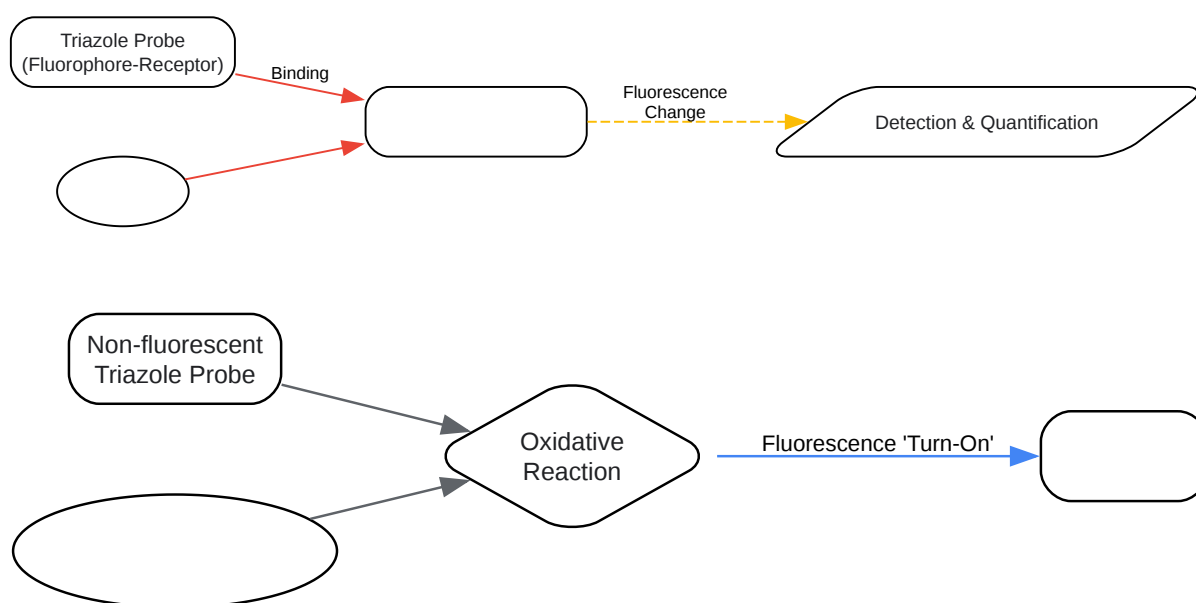 Triazole Probe
(Fluorophore-Receptor)
Binding
Fluorescence
Change
Detection & Quantification
Non-fluorescent
Triazole Probe
Oxidative
Reaction
Fluorescence 'Turn-On'